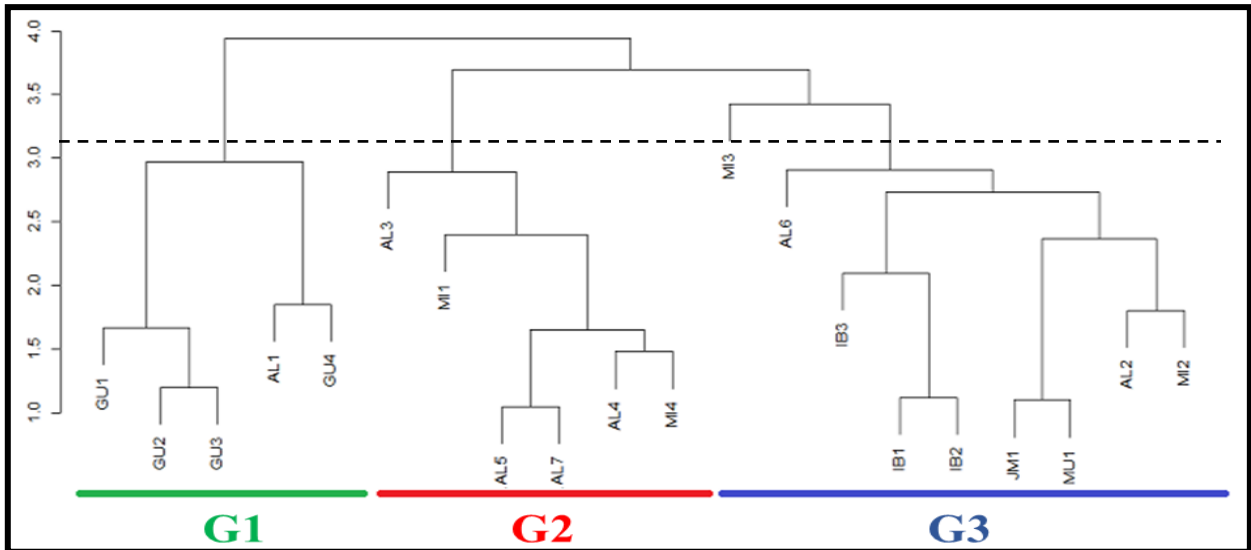 4.0
3.5
3.0
2.5
2.0
1.5
1.0
GU1
GU2
GU3
AL1
GU4
AL3
MI1
AL5
AL7
AL4
MI4
MI3
AL6
IB3
IB1
IB2
JM1
MU1
AL2
MI2
G1 G2 G3